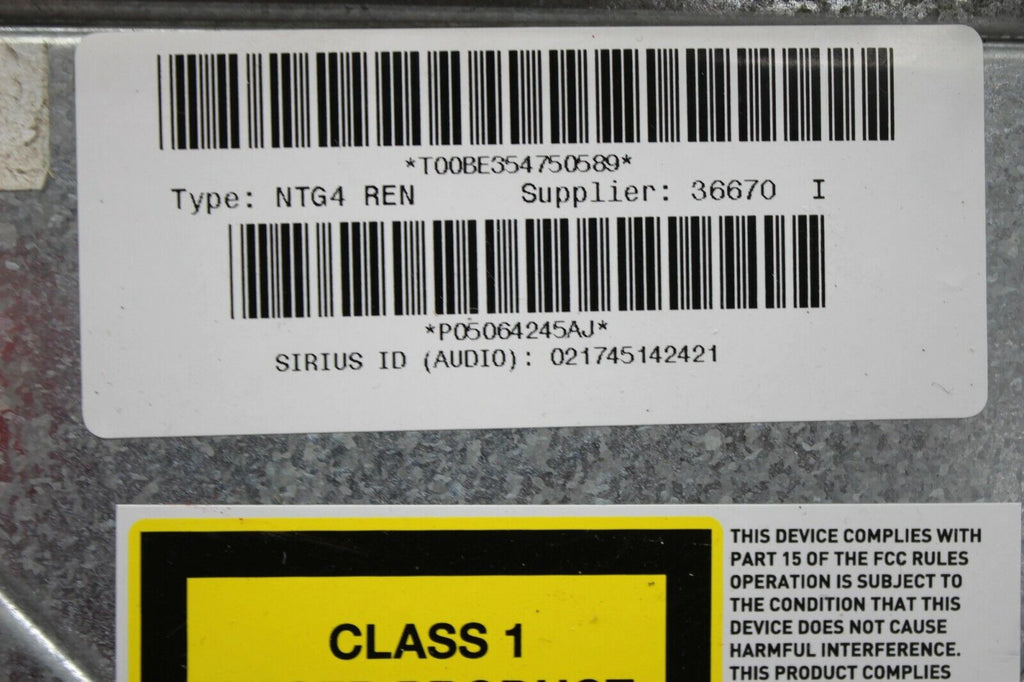 *T00BE354750589*
Type: NTG4 REN Supplier: 36670 I
*P05064245AJ*
SIRIUS ID (AUDIO): 021745142421
CLASS 1
PRODUCT
THIS DEVICE COMPLIES WITH
PART 15 OF THE FCC RULES
OPERATION IS SUBJECT TO
THE CONDITION THAT THIS
DEVICE DOES NOT CAUSE
HARMFUL INTERFERENCE.
THIS PRODUCT COMPLIES